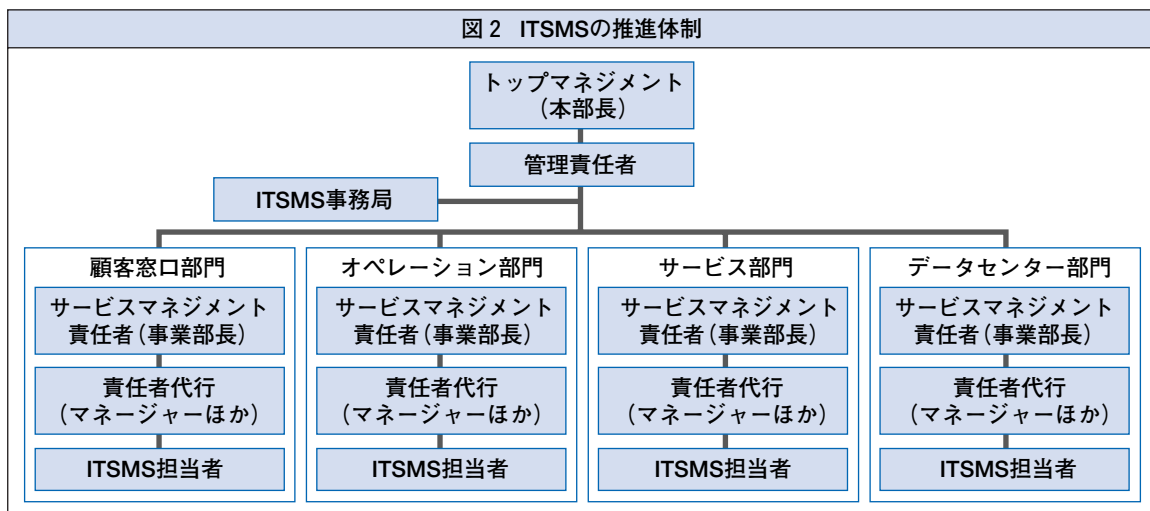 図2 ITSMSの推進体制
トップマネジメント
(本部長)
管理責任者
ITSMS事務局
顧客窓口部門
サービスマネジメント
責任者(事業部長)
責任者代行
(マネージャーほか)
ITSMS担当者
オペレーション部門
サービスマネジメント
責任者(事業部長)
責任者代行
(マネージャーほか)
ITSMS担当者
サービス部門
サービスマネジメント
責任者(事業部長)
責任者代行
(マネージャーほか)
ITSMS担当者
データセンター部門
サービスマネジメント
責任者(事業部長)
責任者代行
(マネージャーほか)
ITSMS担当者